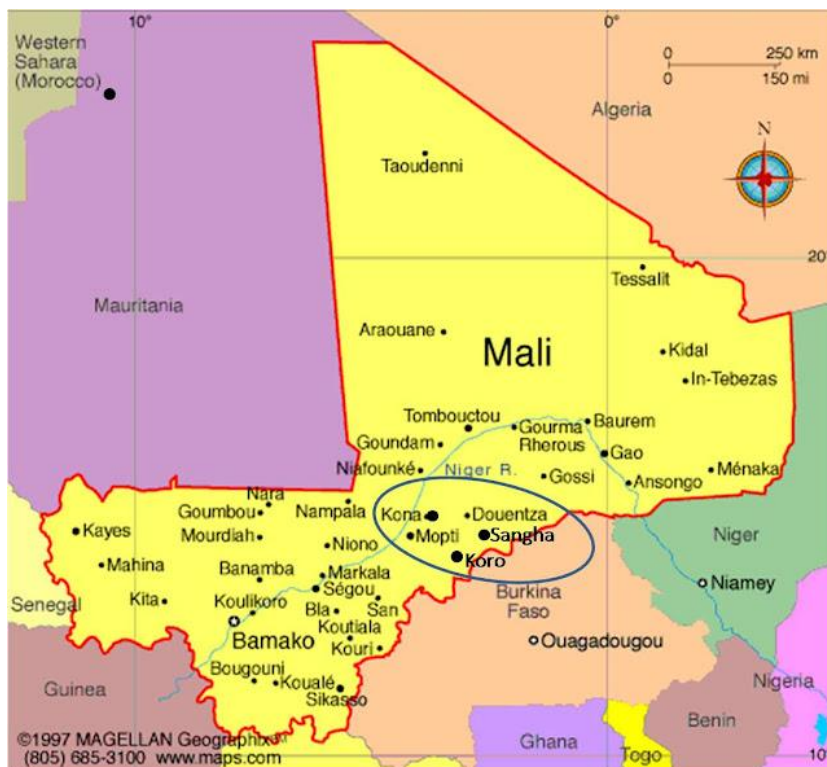 10°
0°
Western
Sahara
(Morocco)
0
250 km
0
150 mi
Algeria
N
Taoudenni
20°
Tessalit
Mauritania
Araouane
Mali
Kidal
In-Tebezas
Tombouctou
Gourma
Rherous
Baurem
Goundam
Gao
Niafounké
Niger R.
Gossi
Ansongo
Ménaka
Nara
Nampala
Goumbou
Kona
Douentza
Kayes
Mourdiah
Niono
Mopti
Sangha
Niger
Mahina
Banamba
Markala
Koro
Ségou
Burkina
Faso
Niamey
Senegal
Kita
Koulikoro
Bla
San
Bamako
Koutiala
Kouri
Ouagadougou
Bougouni
Koualé
Sikasso
Guinea
Nigeria
Benin
Ghana
Togo
©1997 MAGELLAN Geographix℠
(805) 685-3100 www.maps.com
10°